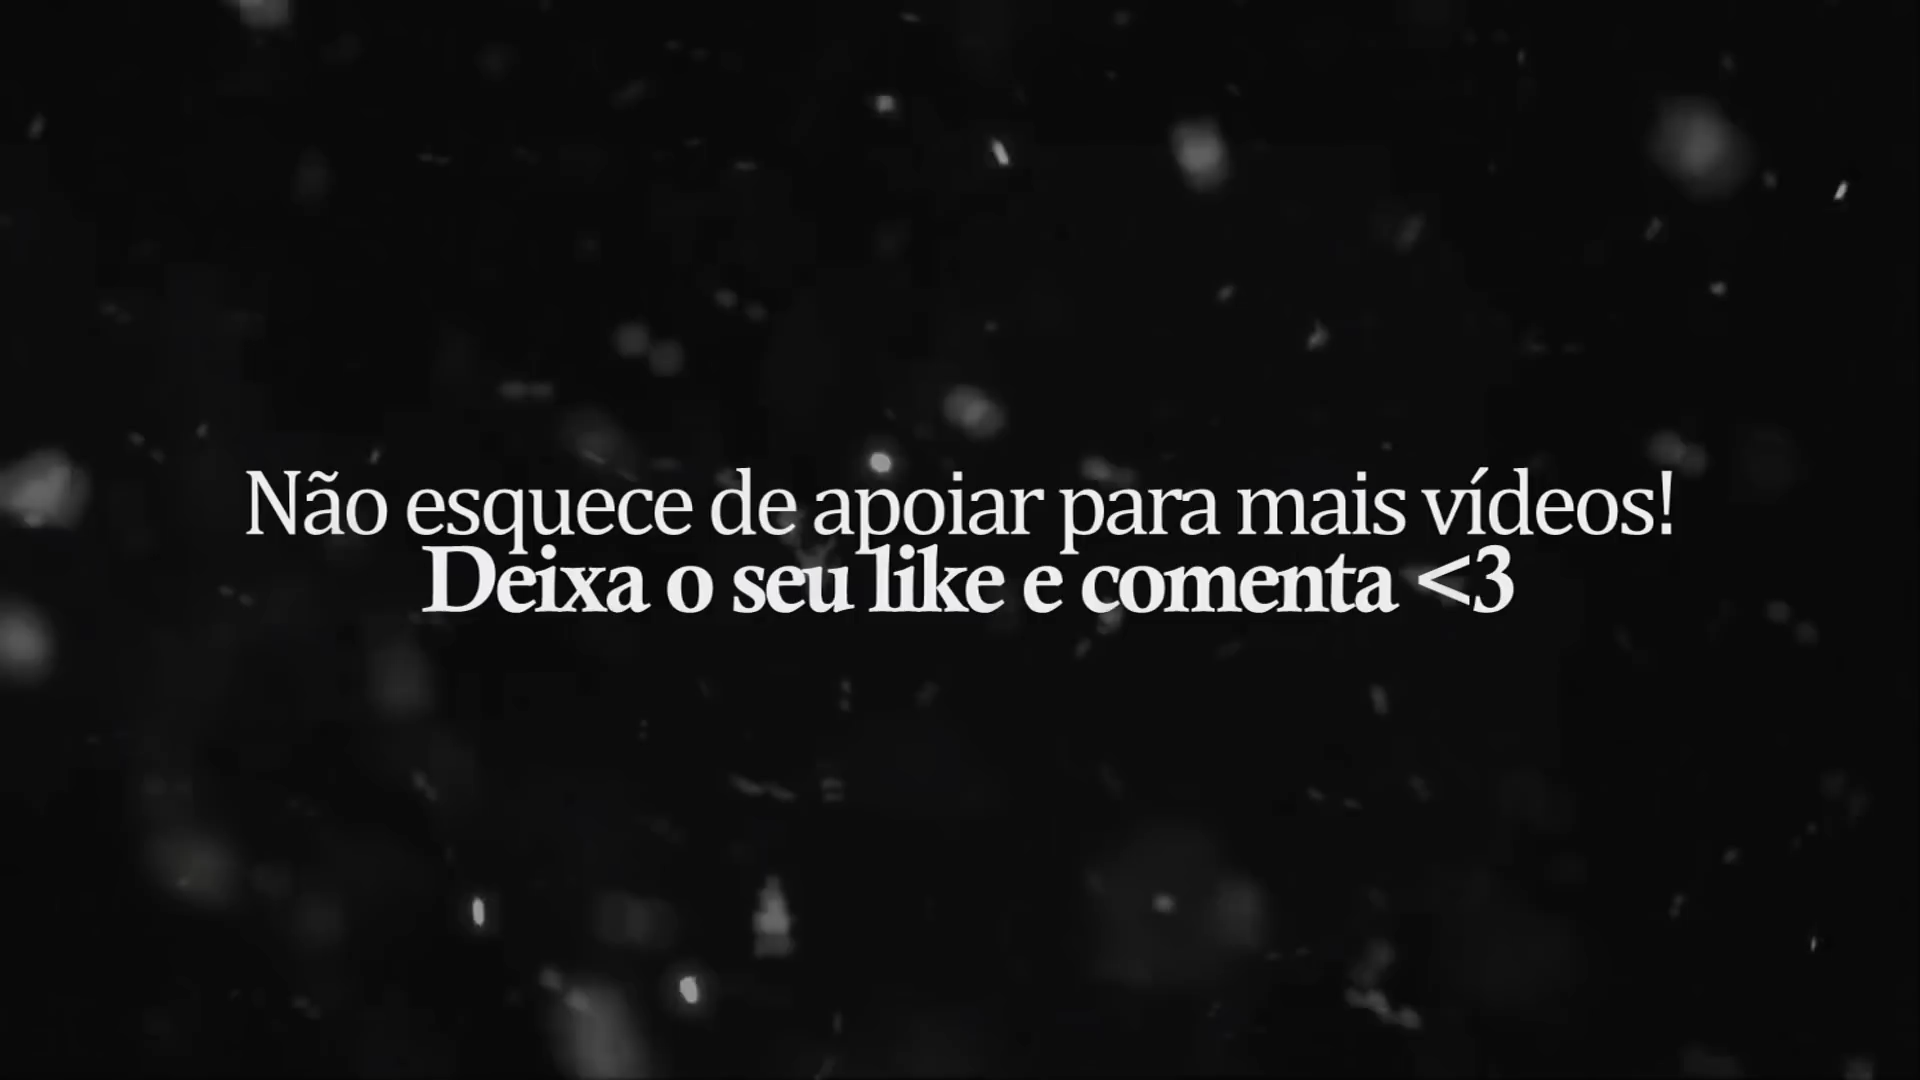 Não esquece de apoiar para mais vídeos!
Deixa o seu like e comenta <3